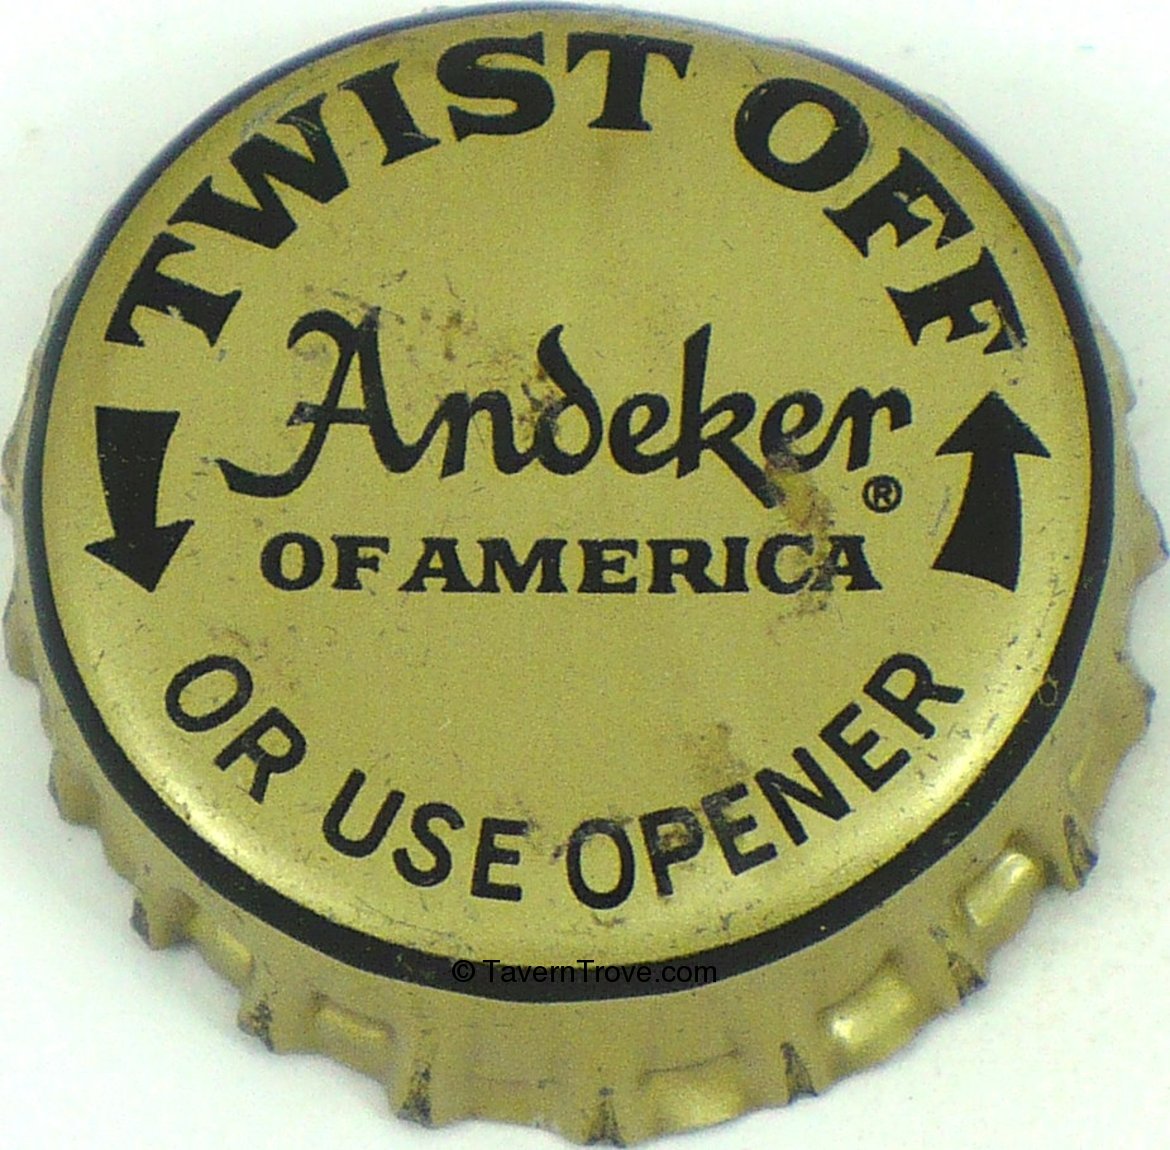 TWIST OFF
Andeker®
OF AMERICA
OR USE OPENER
© TavernTrove.com